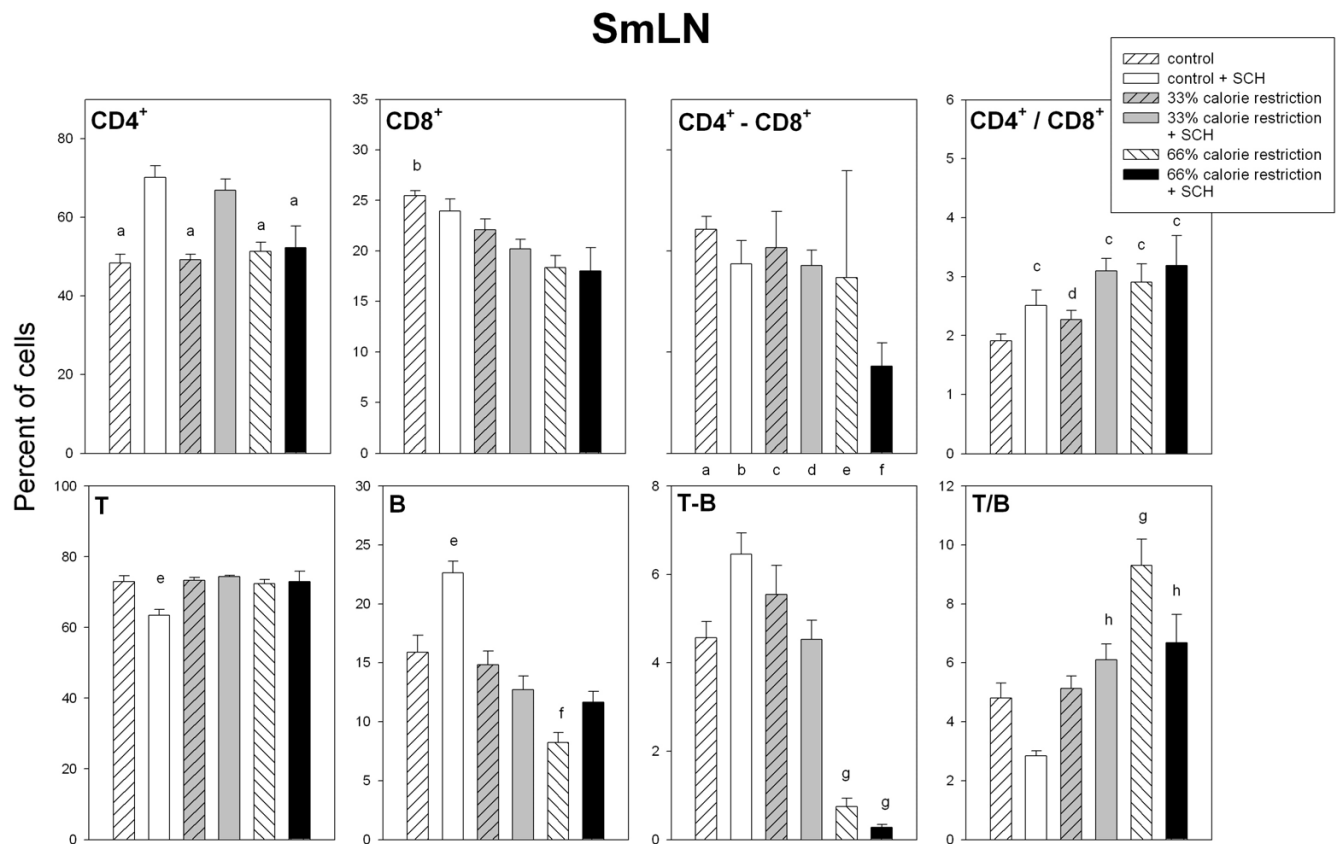 SmLN
control
control + SCH
33% calorie restriction
33% calorie restriction
+ SCH
66% calorie restriction
66% calorie restriction
+ SCH
Percent of cells
CD4⁺
80
60
40
20
0
a
a
a
a
CD8⁺
35
30
25
20
15
10
5
0
b
CD4⁺ - CD8⁺
a
b
c
d
e
f
CD4⁺ / CD8⁺
6
5
4
3
2
1
0
c
d
c
c
c
T
100
80
60
40
20
0
e
B
30
25
20
15
10
5
0
e
f
T-B
8
6
4
2
0
g
g
T/B
12
10
8
6
4
2
0
h
g
h